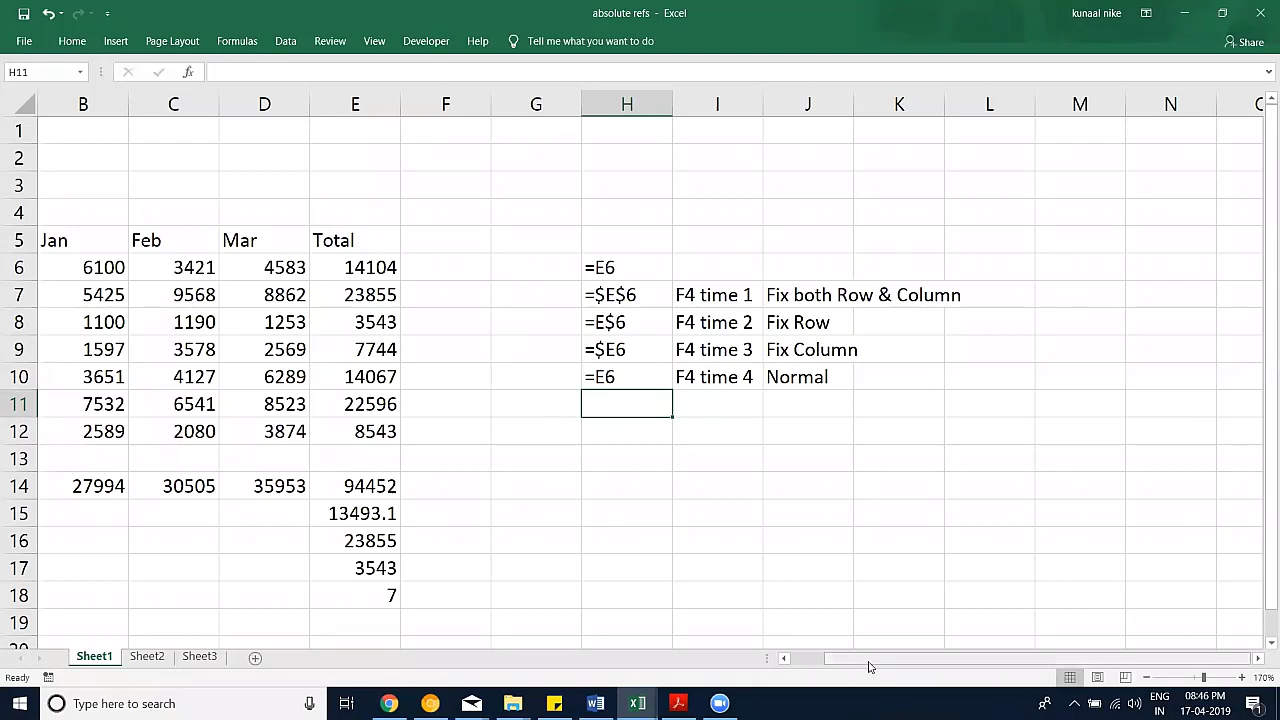 absolute refs - Excel
kunaal nike
File Home Insert Page Layout Formulas Data Review View Developer Help Tell me what you want to do Share
H11 fx
B C D E F G H I J K L M N
1
2
3
4
5 Jan Feb Mar Total
6 6100 3421 4583 14104 =E6
7 5425 9568 8862 23855 =$E$6 F4 time 1 Fix both Row & Column
8 1100 1190 1253 3543 =E$6 F4 time 2 Fix Row
9 1597 3578 2569 7744 =$E6 F4 time 3 Fix Column
10 3651 4127 6289 14067 =E6 F4 time 4 Normal
11 7532 6541 8523 22596
12 2589 2080 3874 8543
13
14 27994 30505 35953 94452
15 13493.1
16 23855
17 3543
18 7
19
Sheet1 Sheet2 Sheet3
Ready 170%
Type here to search ENG 08:46 PM
IN 17-04-2019